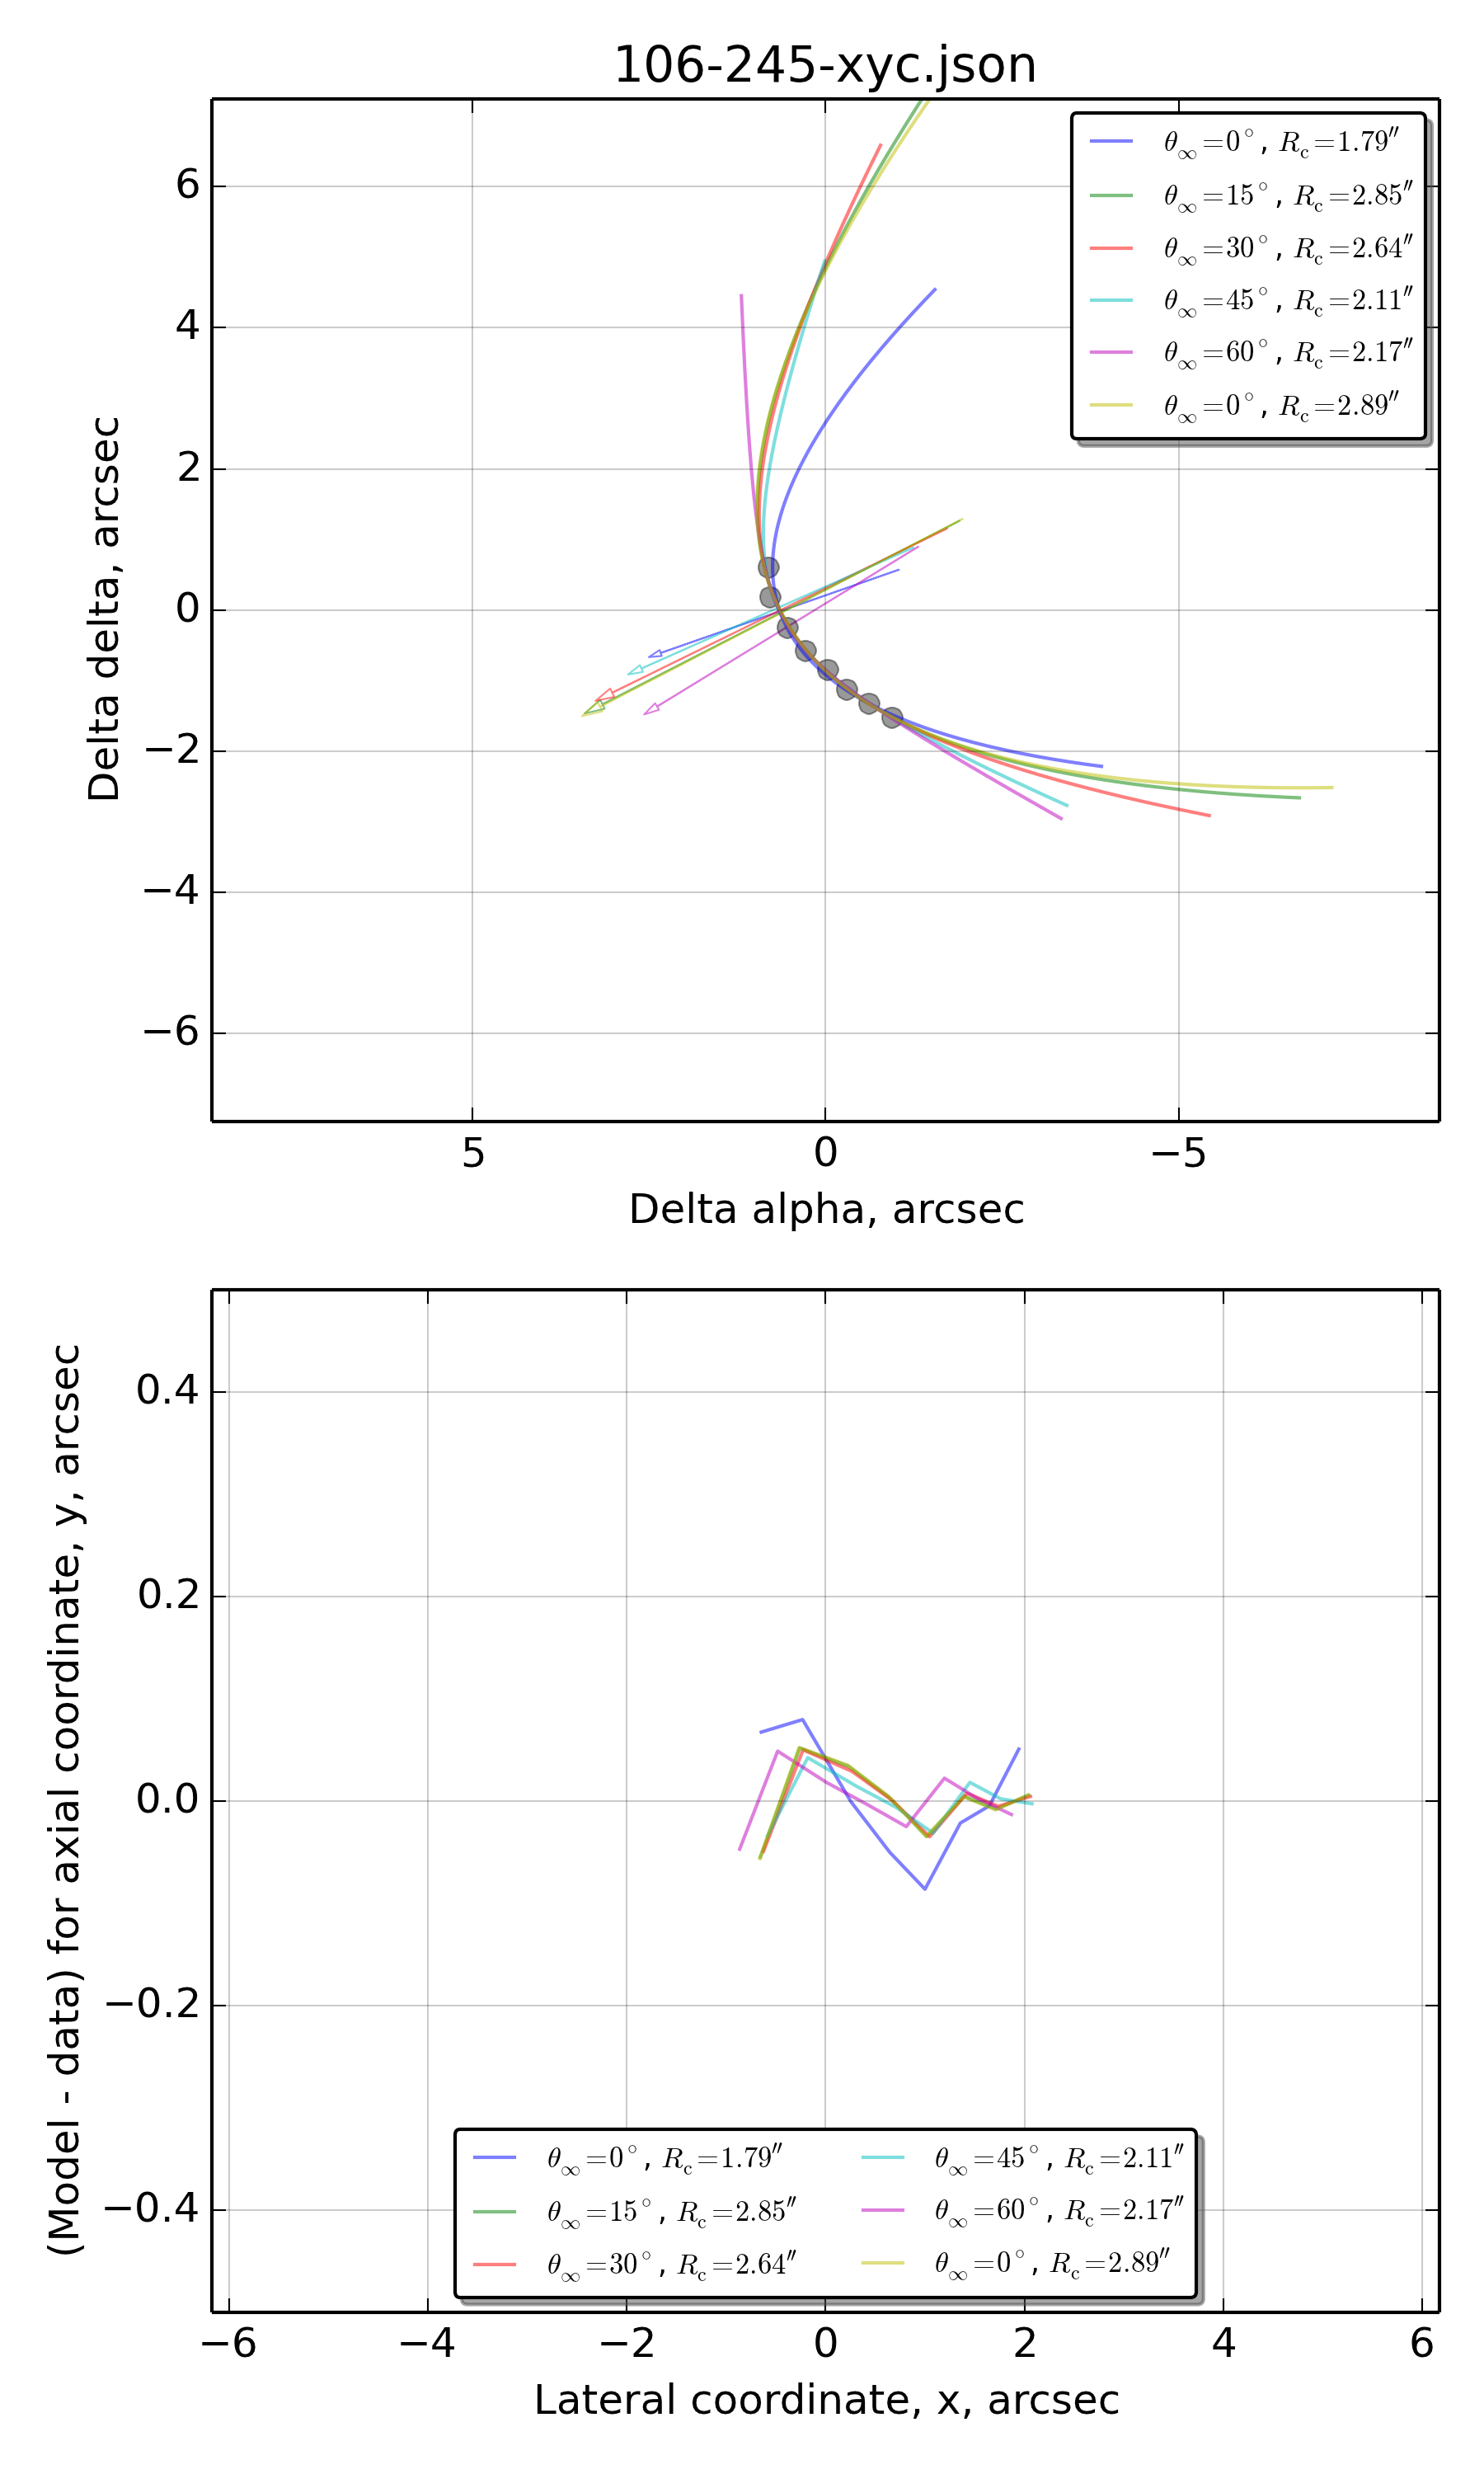 106-245-xyc.json
θ∞=0°, Rc=1.79″
θ∞=15°, Rc=2.85″
θ∞=30°, Rc=2.64″
θ∞=45°, Rc=2.11″
θ∞=60°, Rc=2.17″
θ∞=0°, Rc=2.89″
6
4
2
0
−2
−4
−6
Delta delta, arcsec
5
0
−5
Delta alpha, arcsec
0.4
0.2
0.0
−0.2
−0.4
(Model - data) for axial coordinate, y, arcsec
θ∞=0°, Rc=1.79″
θ∞=15°, Rc=2.85″
θ∞=30°, Rc=2.64″
θ∞=45°, Rc=2.11″
θ∞=60°, Rc=2.17″
θ∞=0°, Rc=2.89″
−6
−4
−2
0
2
4
6
Lateral coordinate, x, arcsec